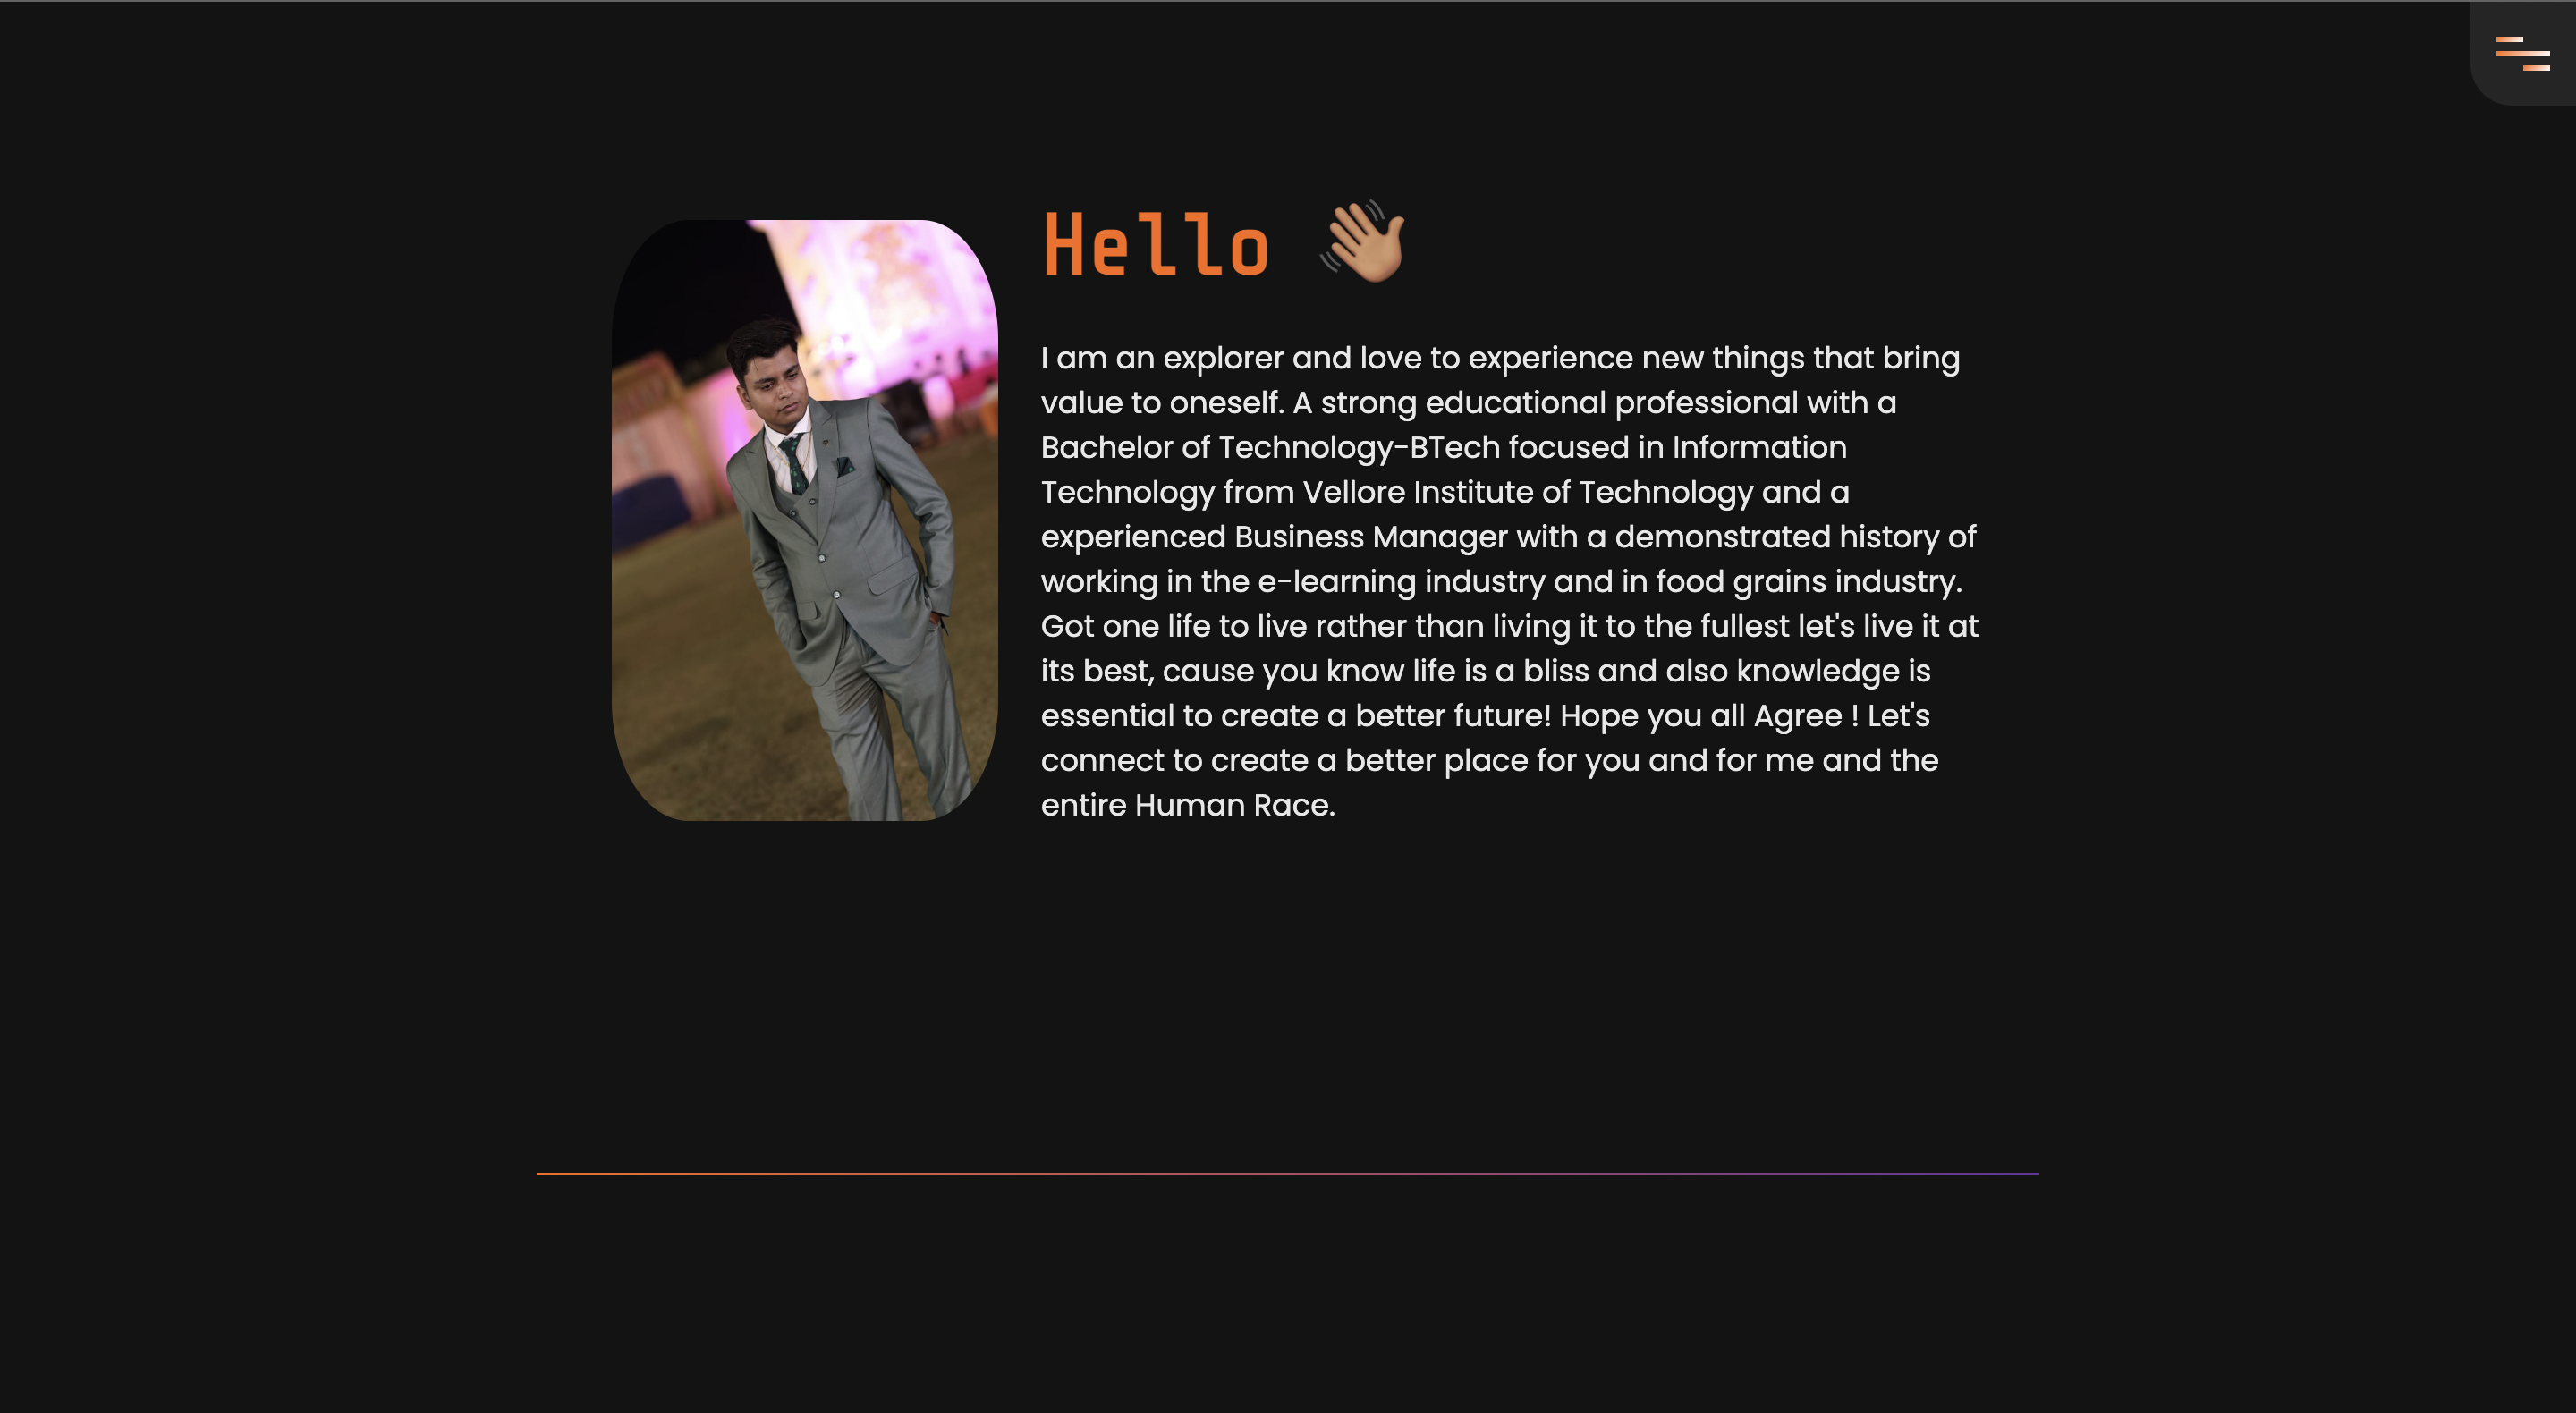 Hello 👋🏽
I am an explorer and love to experience new things that bring
value to oneself. A strong educational professional with a
Bachelor of Technology-BTech focused in Information
Technology from Vellore Institute of Technology and a
experienced Business Manager with a demonstrated history of
working in the e-learning industry and in food grains industry.
Got one life to live rather than living it to the fullest let's live it at
its best, cause you know life is a bliss and also knowledge is
essential to create a better future! Hope you all Agree ! Let's
connect to create a better place for you and for me and the
entire Human Race.